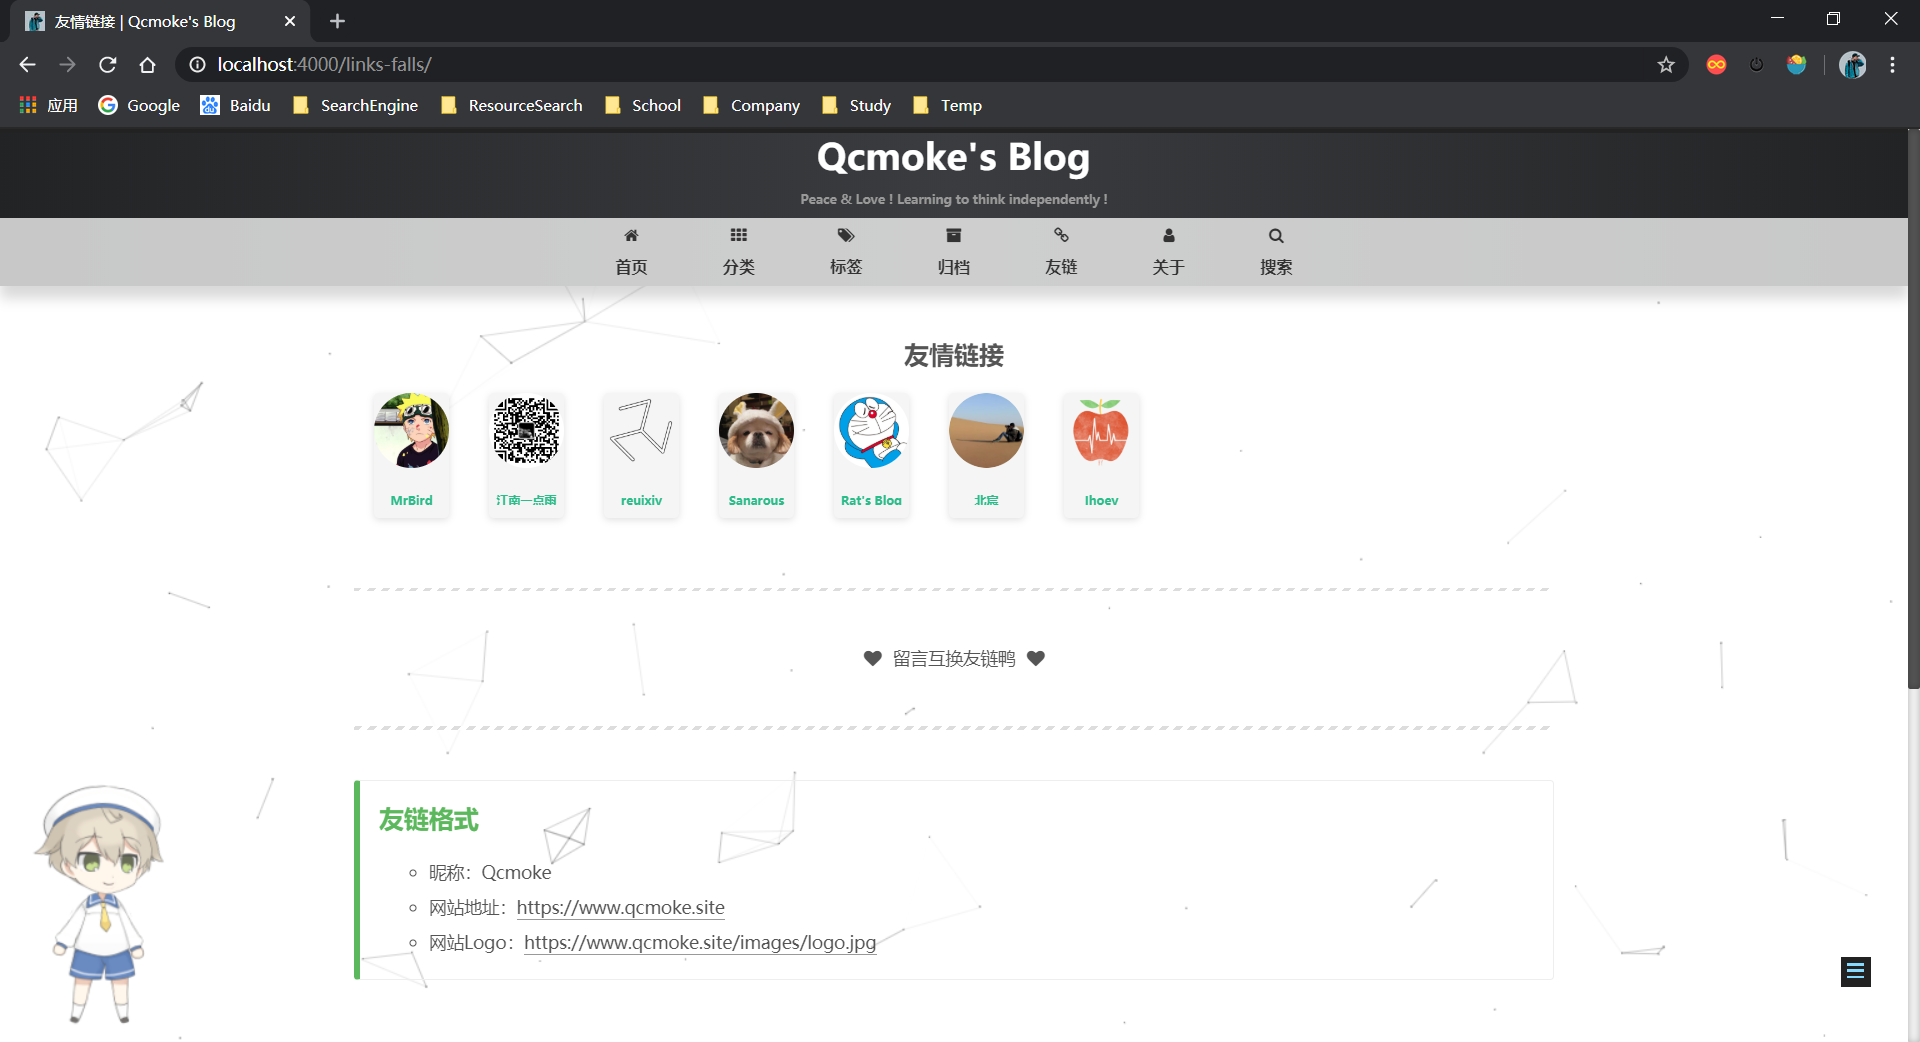 友情链接 | Qcmoke's Blog
localhost:4000/links-falls/
应用 Google Baidu SearchEngine ResourceSearch School Company Study Temp
Qcmoke's Blog
Peace & Love ! Learning to think independently !
首页 分类 标签 归档 友链 关于 搜索
友情链接
MrBird 江南一点雨 reuixiv Sanarous Rat's Blog 北宸 Jhoey
留言互换友链鸭
友链格式
昵称：Qcmoke
网站地址：https://www.qcmoke.site
网站Logo：https://www.qcmoke.site/images/logo.jpg